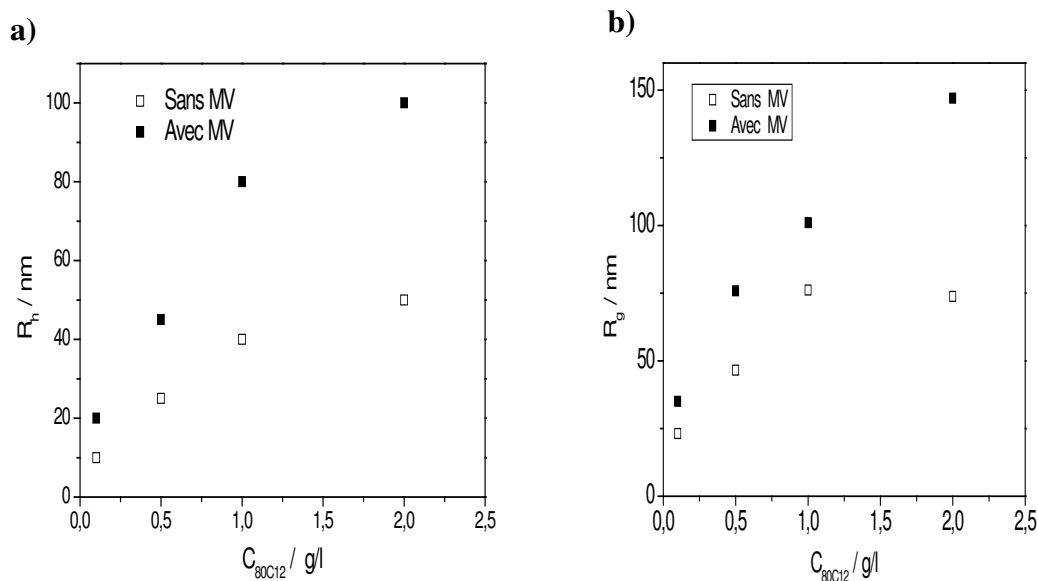 a)
Sans MV
Avec MV
100
80
60
40
20
0
R_h / nm
0,0 0,5 1,0 1,5 2,0 2,5
C_80C12 / g/l
b)
Sans MV
Avec MV
150
100
50
0
R_g / nm
0,0 0,5 1,0 1,5 2,0 2,5
C_80C12 / g/l